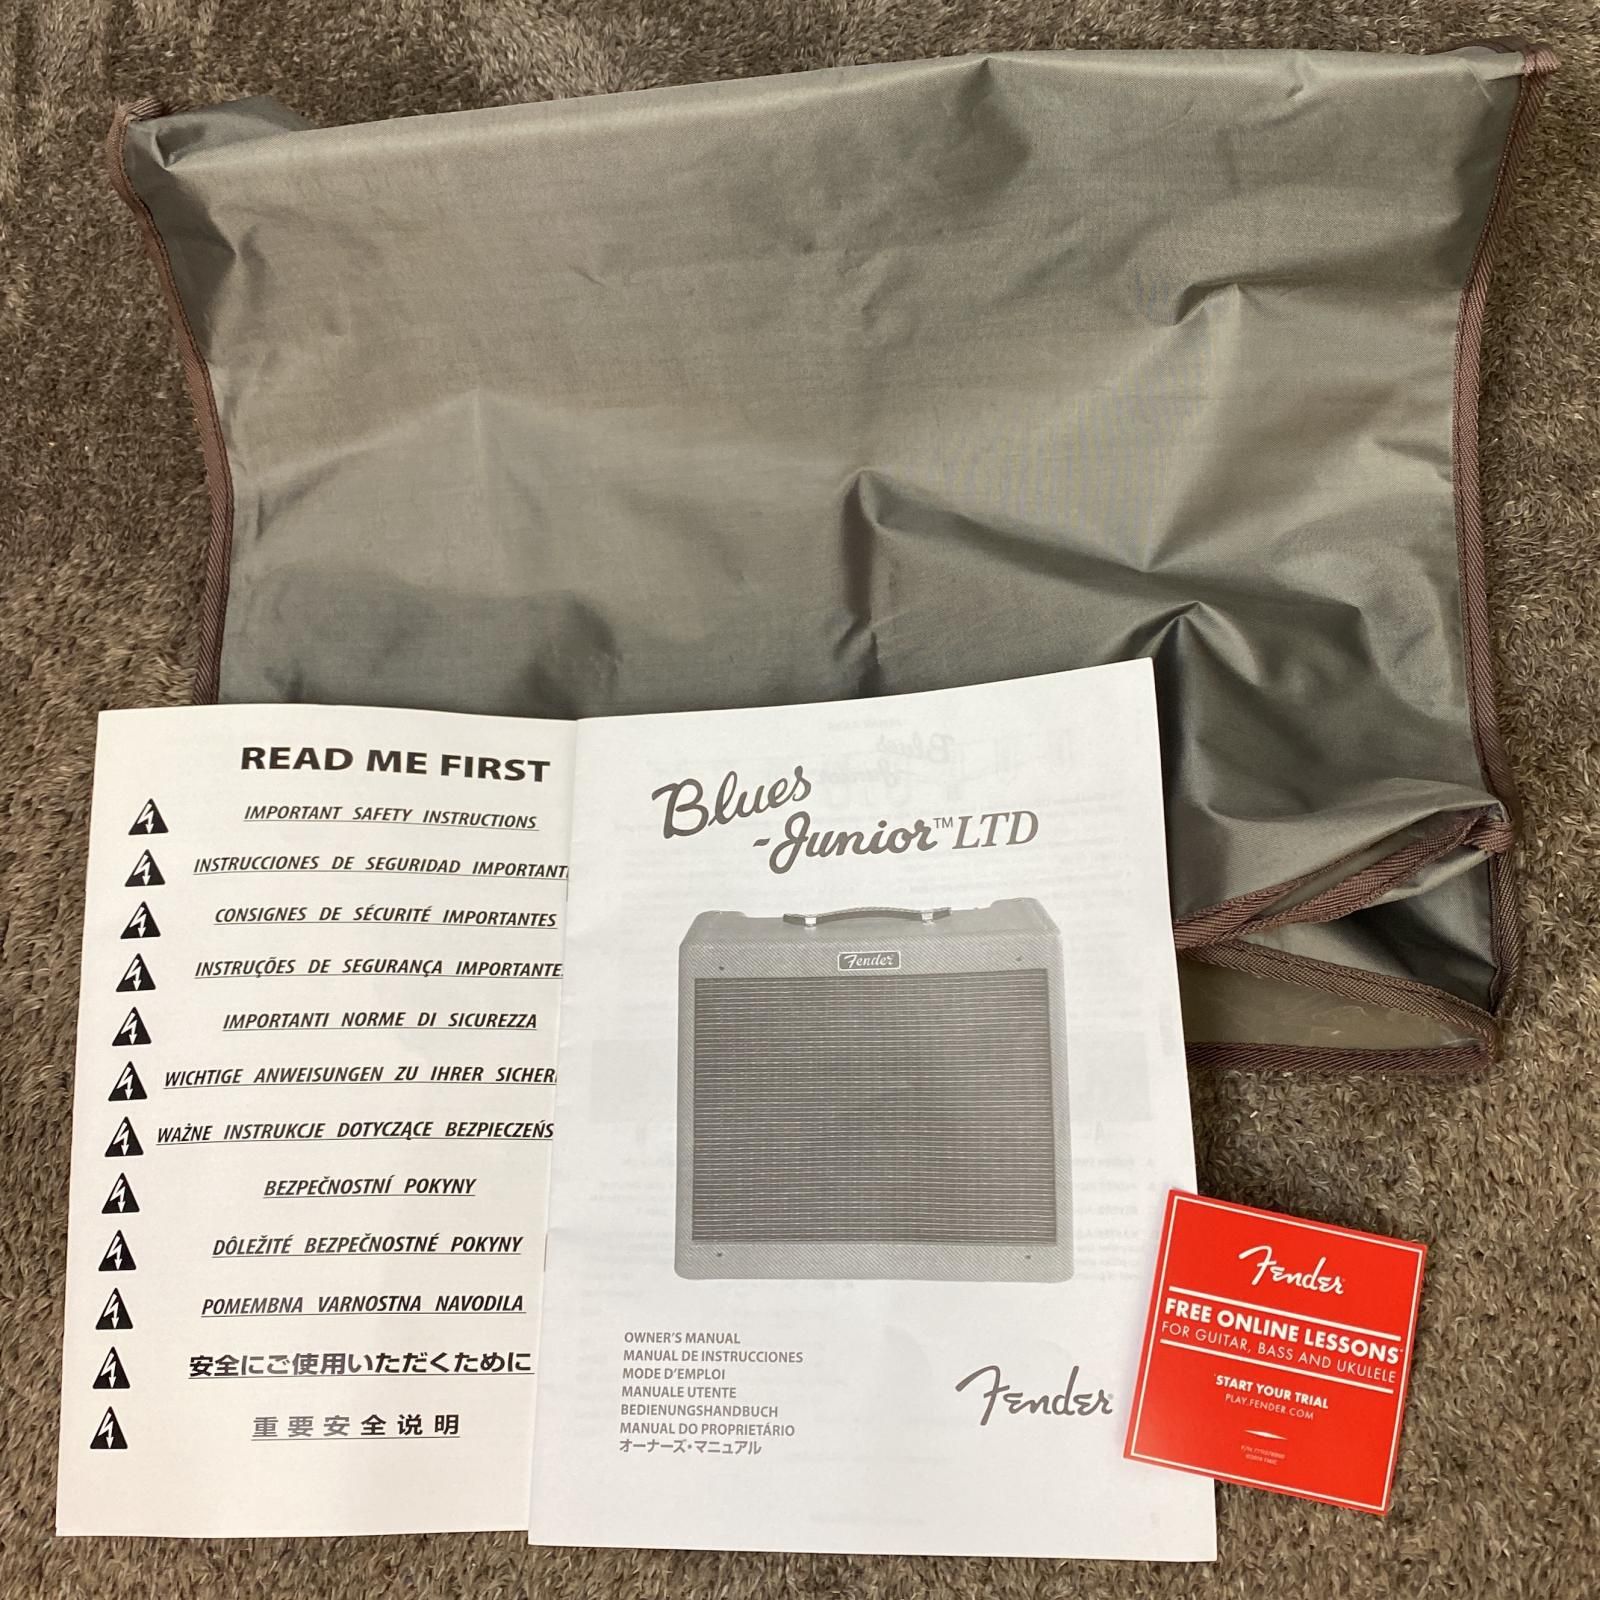 READ ME FIRST
IMPORTANT SAFETY INSTRUCTIONS
INSTRUCCIONES DE SEGURIDAD IMPORTANT
CONSIGNES DE SÉCURITÉ IMPORTANTES
INSTRUÇÕES DE SEGURANÇA IMPORTANTE
IMPORTANTI NORME DI SICUREZZA
WICHTIGE ANWEISUNGEN ZU IHRER SICHER
WAŻNE INSTRUKCJE DOTYCZĄCE BEZPIECZEŃS
BEZPEČNOSTNÍ POKYNY
DÔLEŽITÉ BEZPEČNOSTNÉ POKYNY
POMEMBNA VARNOSTNA NAVODILA
安全にご使用いただくために
重要安全说明
Blues
Junior™ LTD
Fender
OWNER'S MANUAL
MANUAL DE INSTRUCCIONES
MODE D'EMPLOI
MANUALE UTENTE
BEDIENUNGSHANDBUCH
MANUAL DO PROPRIETÁRIO
オーナーズ・マニュアル
Fender
Fender
FREE ONLINE LESSONS
FOR GUITAR, BASS AND UKULELE
START YOUR TRIAL
PLAY.FENDER.COM